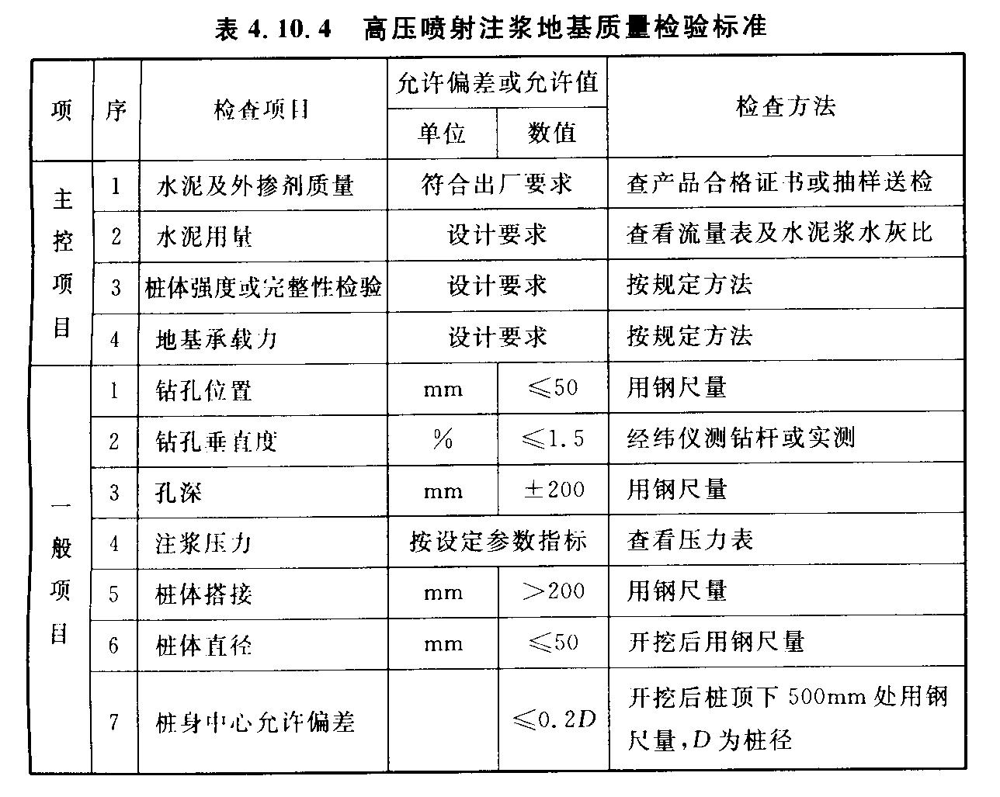 表 4.10.4 高压喷射注浆地基质量检验标准
项 序 检查项目 允许偏差或允许值 检查方法
单位 数值
主控项目 1 水泥及外掺剂质量 符合出厂要求 查产品合格证书或抽样送检
2 水泥用量 设计要求 查看流量表及水泥浆水灰比
3 桩体强度或完整性检验 设计要求 按规定方法
4 地基承载力 设计要求 按规定方法
一般项目 1 钻孔位置 mm ≤50 用钢尺量
2 钻孔垂直度 % ≤1.5 经纬仪测钻杆或实测
3 孔深 mm ±200 用钢尺量
4 注浆压力 按设定参数指标 查看压力表
5 桩体搭接 mm >200 用钢尺量
6 桩体直径 mm ≤50 开挖后用钢尺量
7 桩身中心允许偏差 ≤0.2D 开挖后桩顶下 500mm 处用钢
尺量,D 为桩径